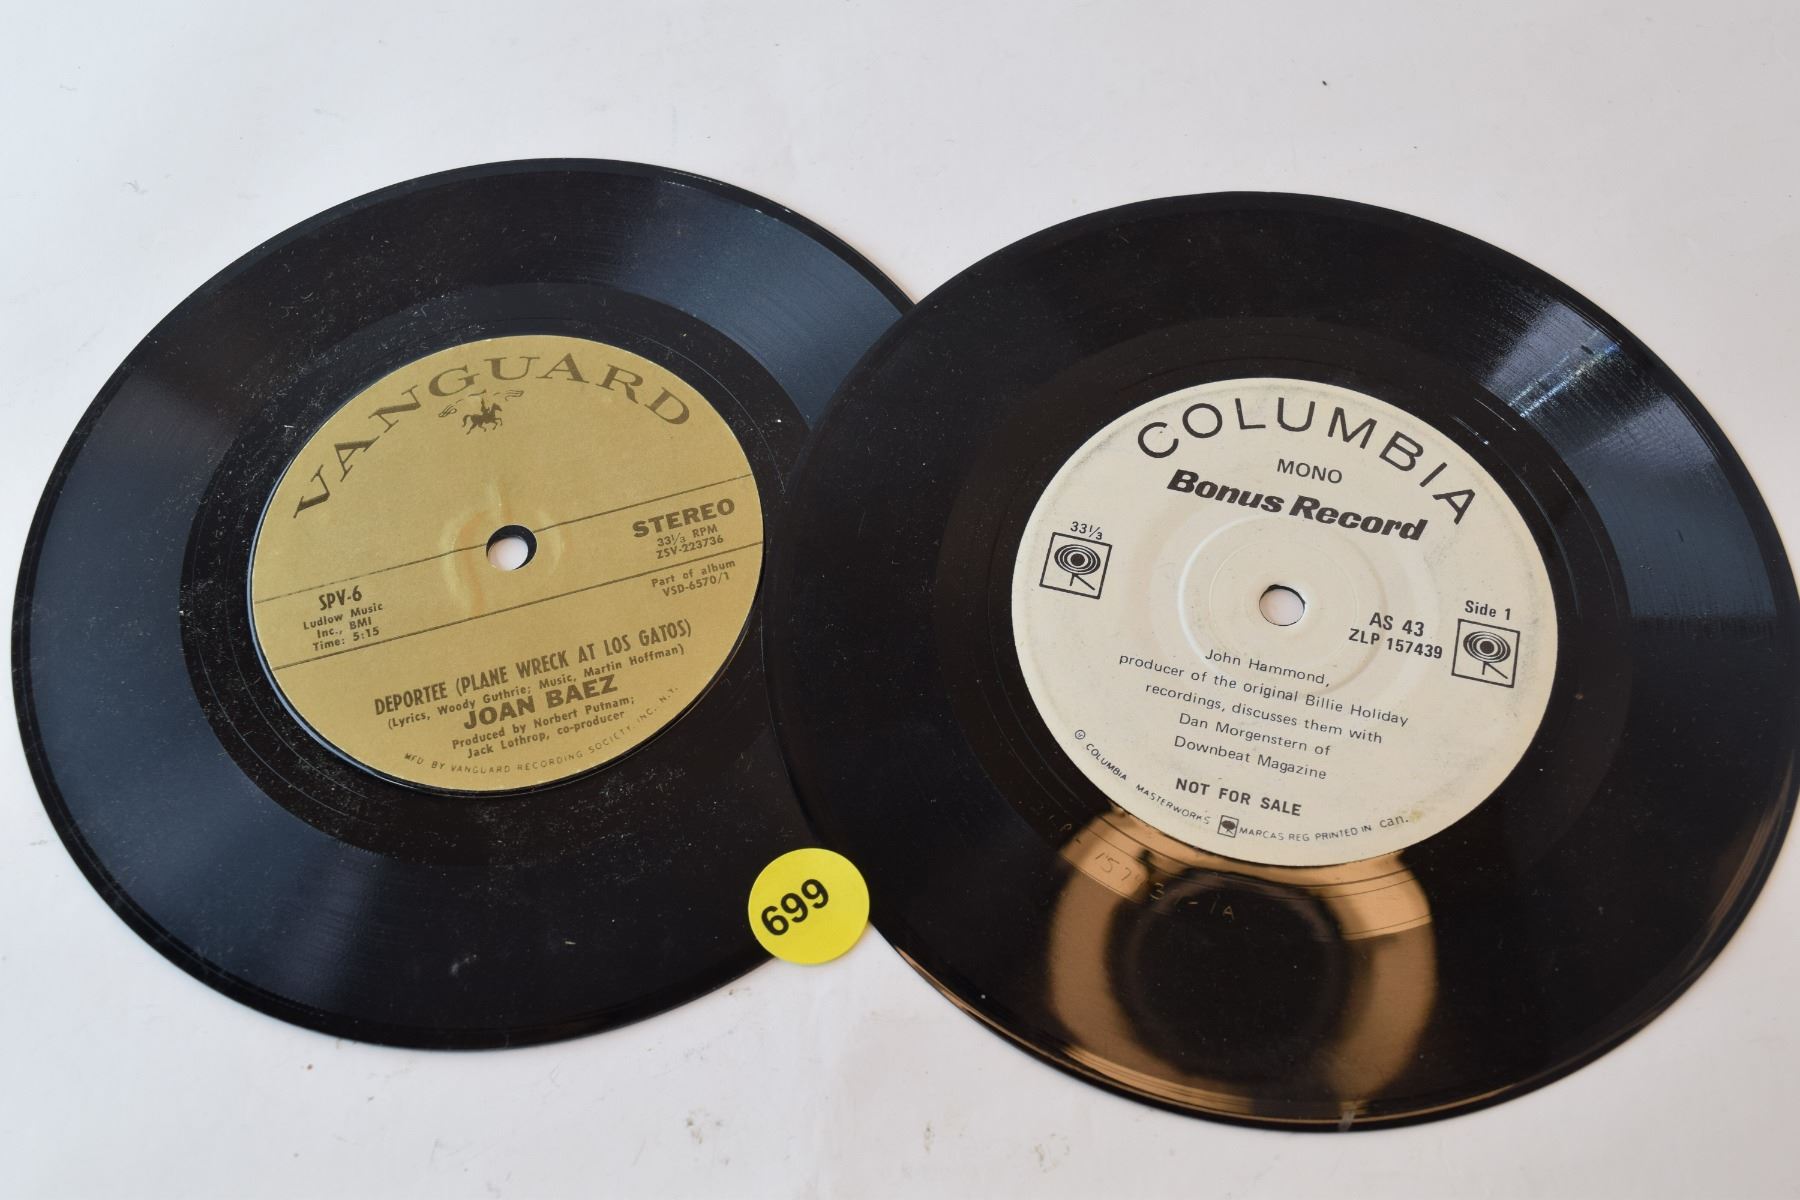 VANGUARD
STEREO
33⅓ RPM
ZSV-223736
SPV-6
Ludlow Music
Inc., BMI
Time: 5:15
Part of album
VSD-6570/1
DEPORTEE (PLANE WRECK AT LOS GATOS)
(Lyrics, Woody Guthrie; Music, Martin Hoffman)
JOAN BAEZ
Produced by Norbert Putnam;
Jack Lothrop, co-producer
MFD BY VANGUARD RECORDING SOCIETY, INC., N.Y.
699
COLUMBIA
MONO
Bonus Record
33⅓
Side 1
AS 43
ZLP 157439
John Hammond,
producer of the original Billie Holiday
recordings, discusses them with
Dan Morgenstern of
Downbeat Magazine
NOT FOR SALE
© COLUMBIA MASTERWORKS MARCAS REG PRINTED IN can.